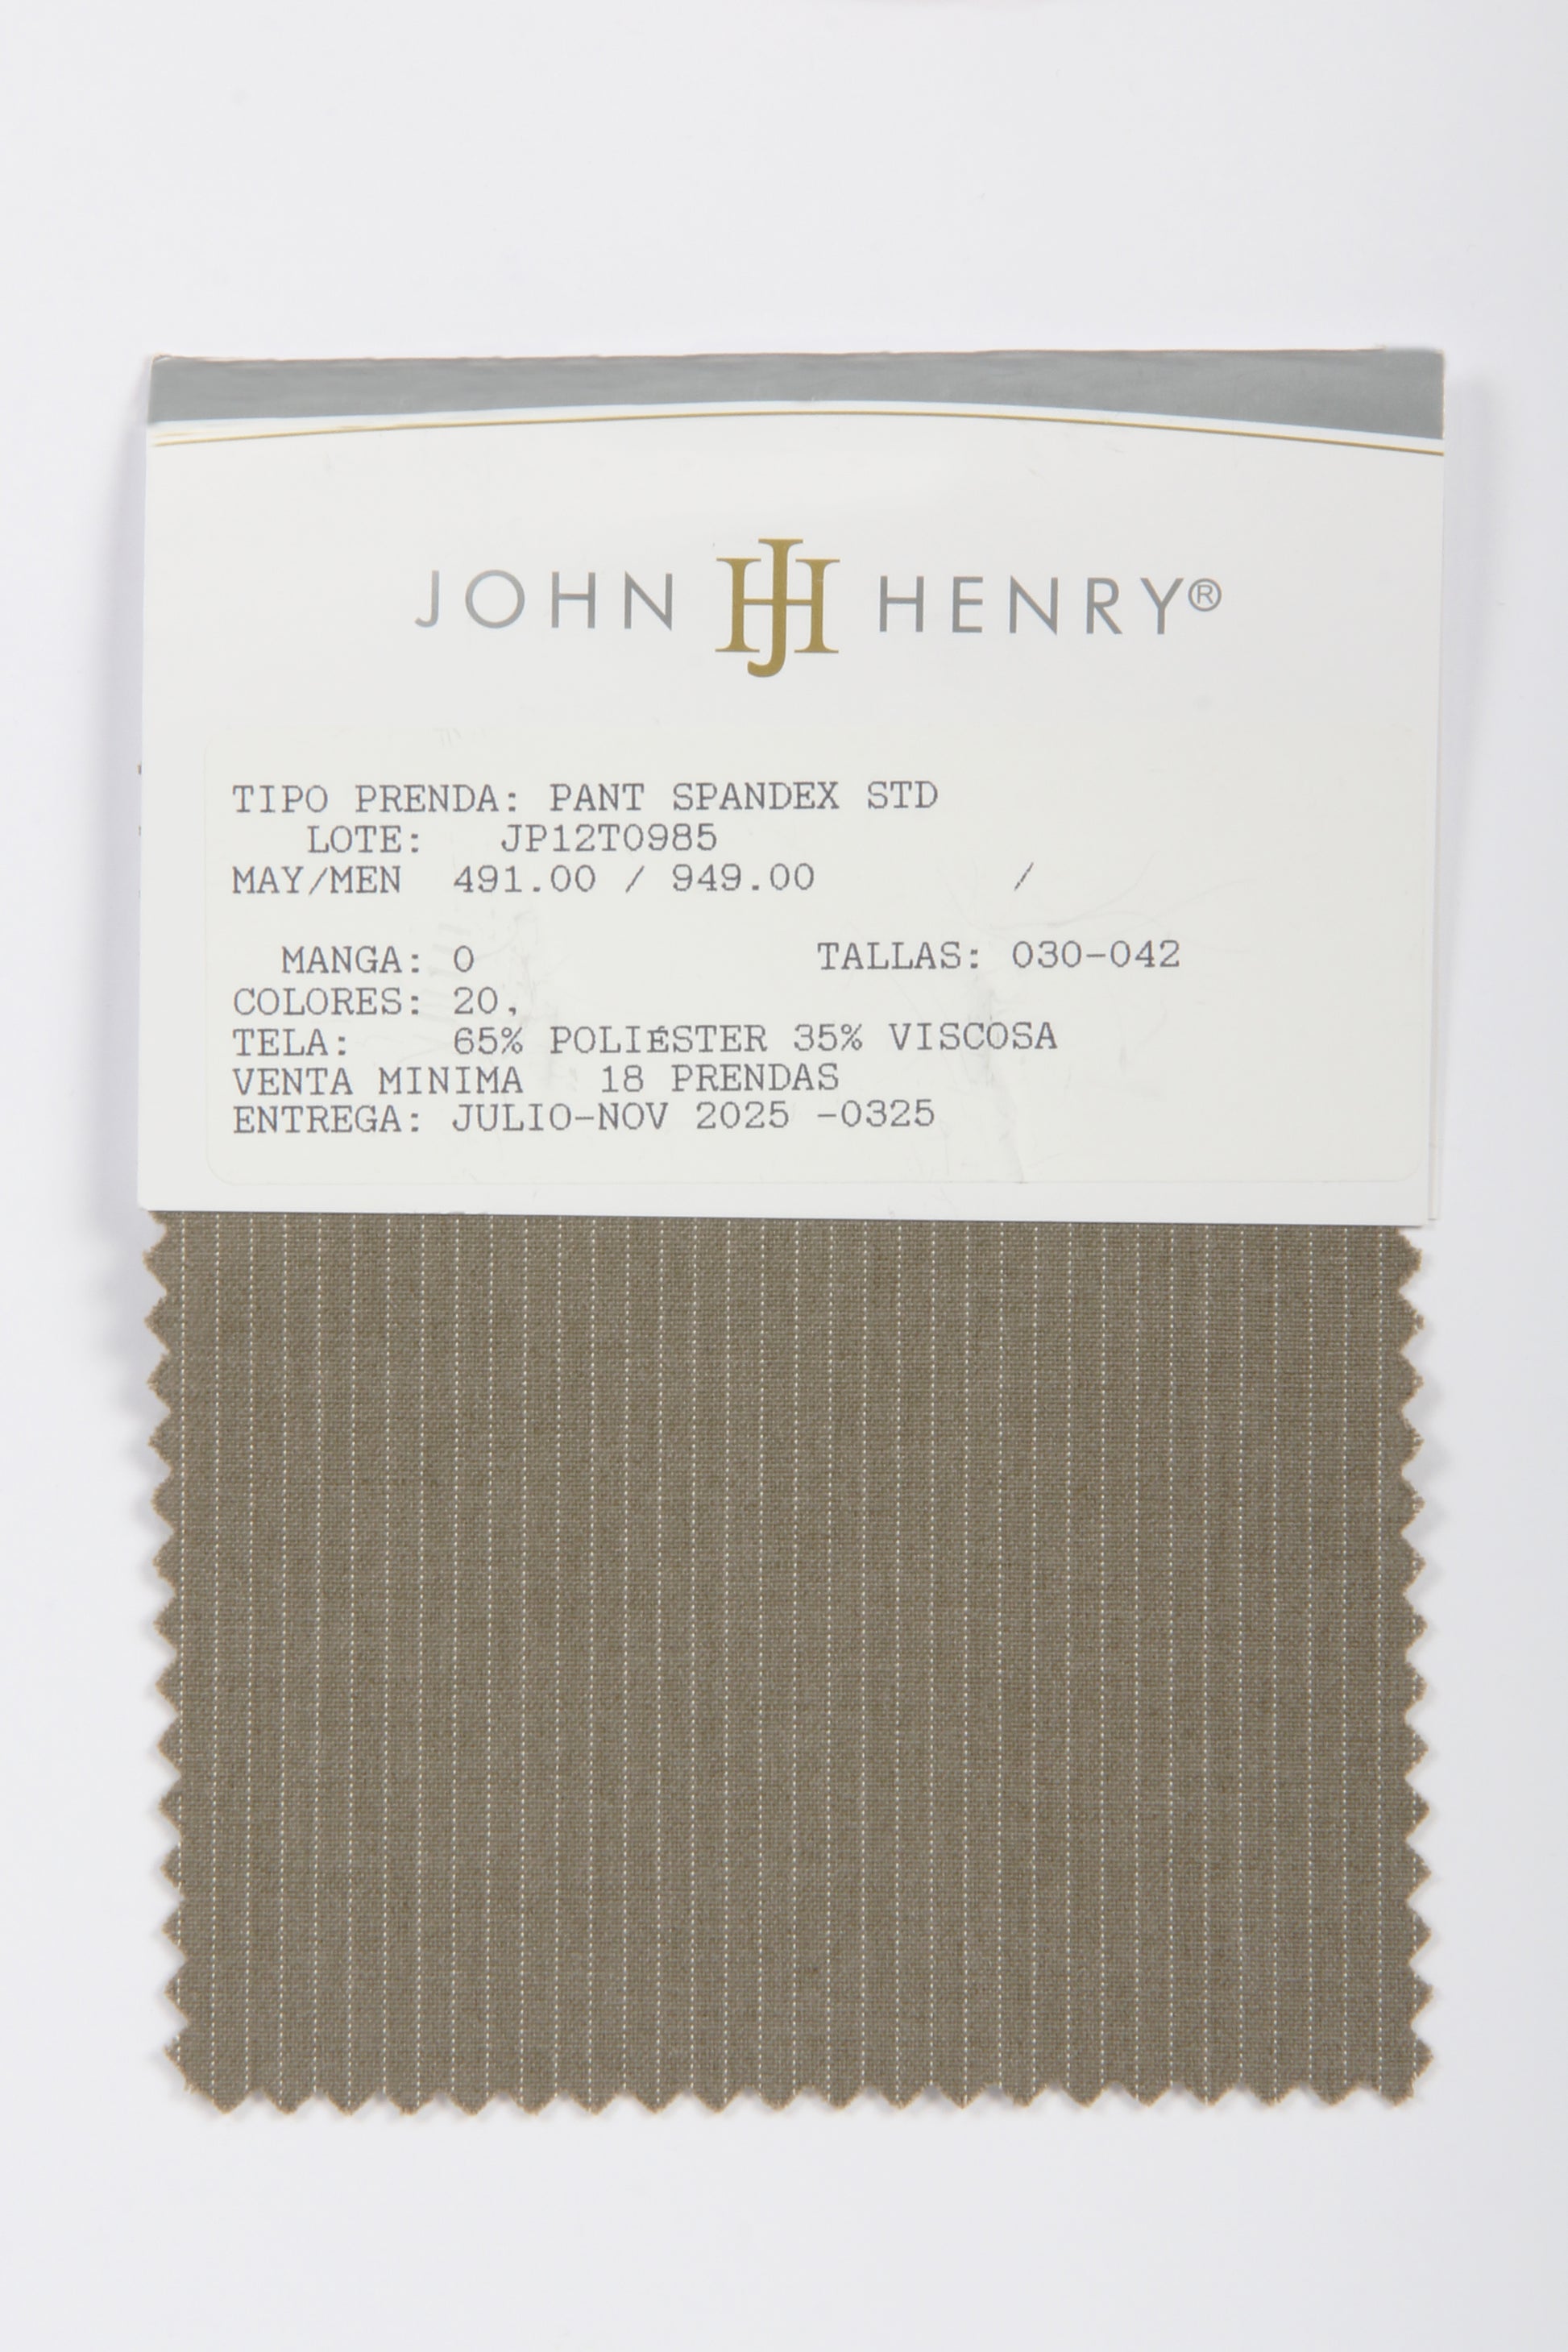 JOHN JH HENRY®
TIPO PRENDA: PANT SPANDEX STD
LOTE: JP12T0985
MAY/MEN 491.00 / 949.00 /
MANGA: 0 TALLAS: 030-042
COLORES: 20,
TELA: 65% POLIÉSTER 35% VISCOSA
VENTA MINIMA 18 PRENDAS
ENTREGA: JULIO-NOV 2025 -0325